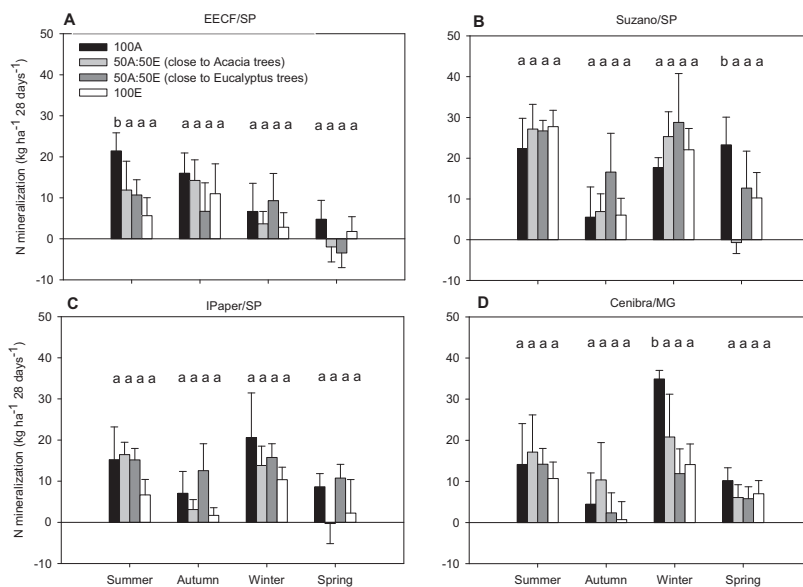 A EECF/SP
50
100A
40
50A:50E (close to Acacia trees)
50A:50E (close to Eucalyptus trees)
30
100E
b a a a a a a a a a a a a a a a
20
10
0
-10
N mineralization (kg ha-1 28 days-1)
B Suzano/SP
50
a a a a a a a a a a a a b a a a
40
30
20
10
0
-10
C IPaper/SP
50
40
a a a a a a a a a a a a a a a a
30
20
10
0
-10
N mineralization (kg ha-1 28 days-1)
Summer Autumn Winter Spring
D Cenibra/MG
50
a a a a a a a a b a a a a a a a
40
30
20
10
0
-10
Summer Autumn Winter Spring